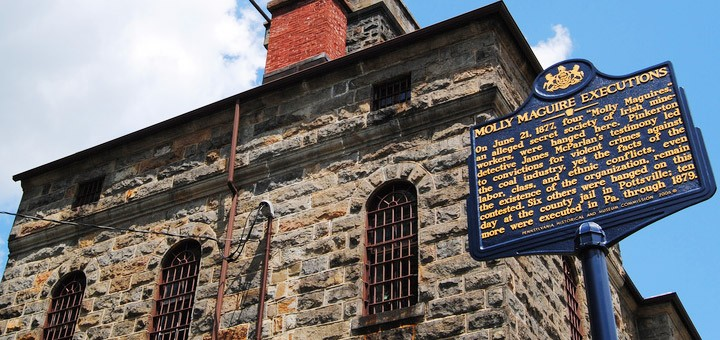 MOLLY MAGUIRE EXECUTIONS
On June 21, 1877, four "Molly Maguires,"
an alleged secret society of Irish mine-
workers, were hanged here. Pinkerton
detective James McParlan's testimony led
to convictions for violent crimes against
the coal industry, yet the facts of the
labor, class, and ethnic conflicts, even
the existence of the organization, remain
contested. Six others were hanged on this
day at the county jail in Pottsville; ten
more were executed in Pa. through 1879.
PENNSYLVANIA HISTORICAL AND MUSEUM COMMISSION 2006